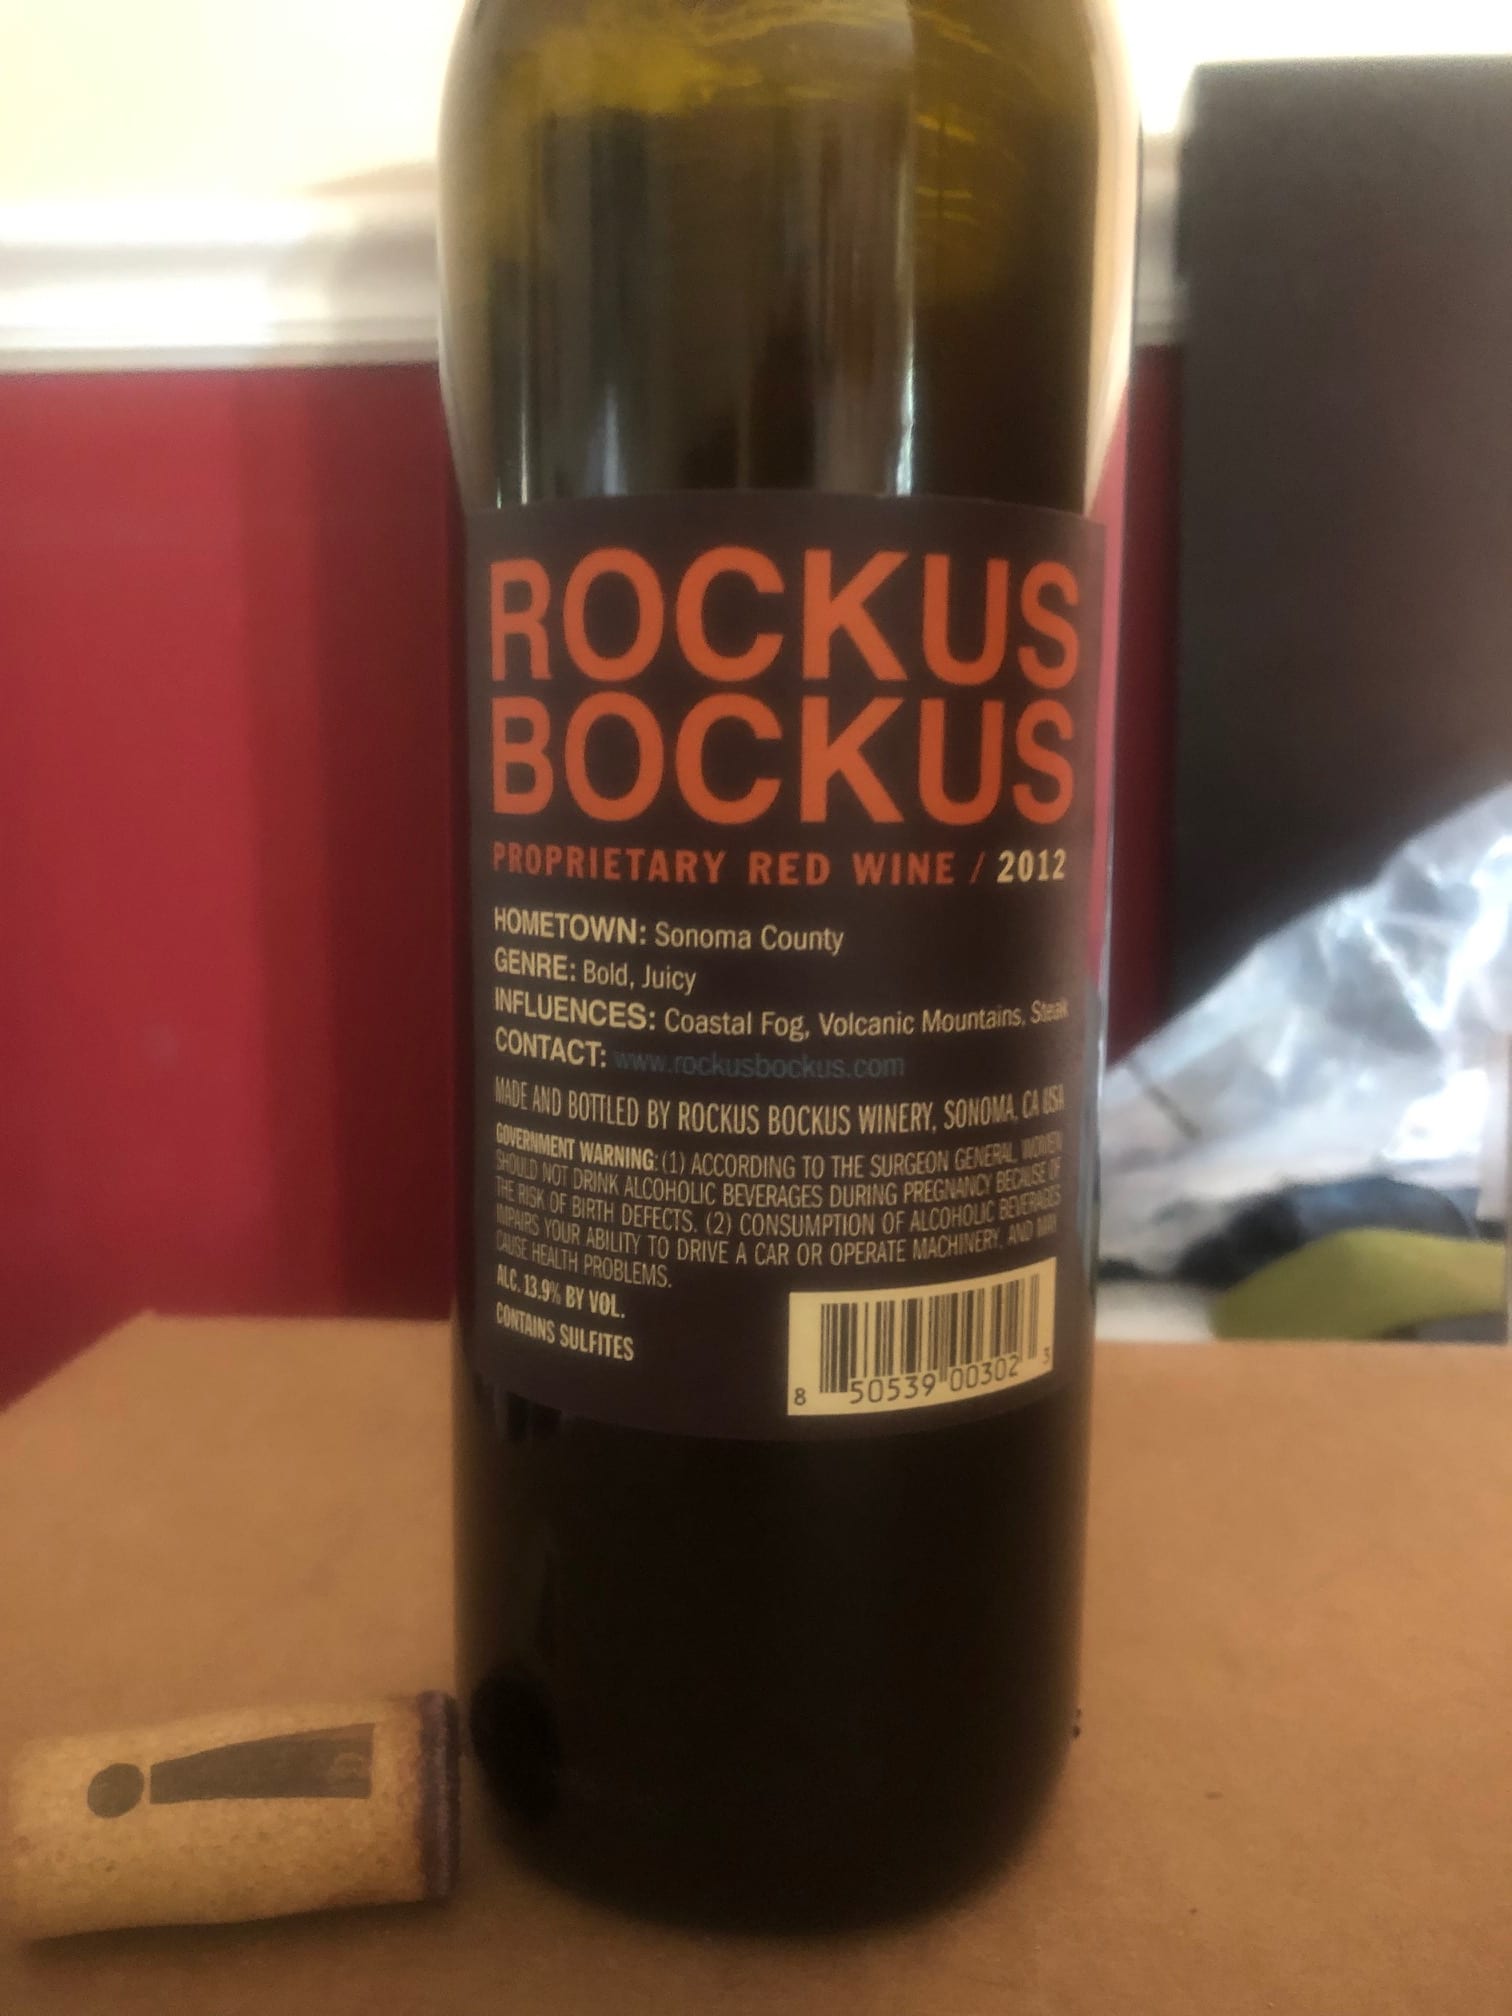 ROCKUS
BOCKUS
PROPRIETARY RED WINE / 2012
HOMETOWN: Sonoma County
GENRE: Bold, Juicy
INFLUENCES: Coastal Fog, Volcanic Mountains, Steak
CONTACT: www.rockusbockus.com
MADE AND BOTTLED BY ROCKUS BOCKUS WINERY, SONOMA, CA USA
GOVERNMENT WARNING: (1) ACCORDING TO THE SURGEON GENERAL, WOMEN
SHOULD NOT DRINK ALCOHOLIC BEVERAGES DURING PREGNANCY BECAUSE OF
THE RISK OF BIRTH DEFECTS. (2) CONSUMPTION OF ALCOHOLIC BEVERAGES
IMPAIRS YOUR ABILITY TO DRIVE A CAR OR OPERATE MACHINERY, AND MAY
CAUSE HEALTH PROBLEMS.
ALC. 13.9% BY VOL.
CONTAINS SULFITES
8 50539 00302 3
!